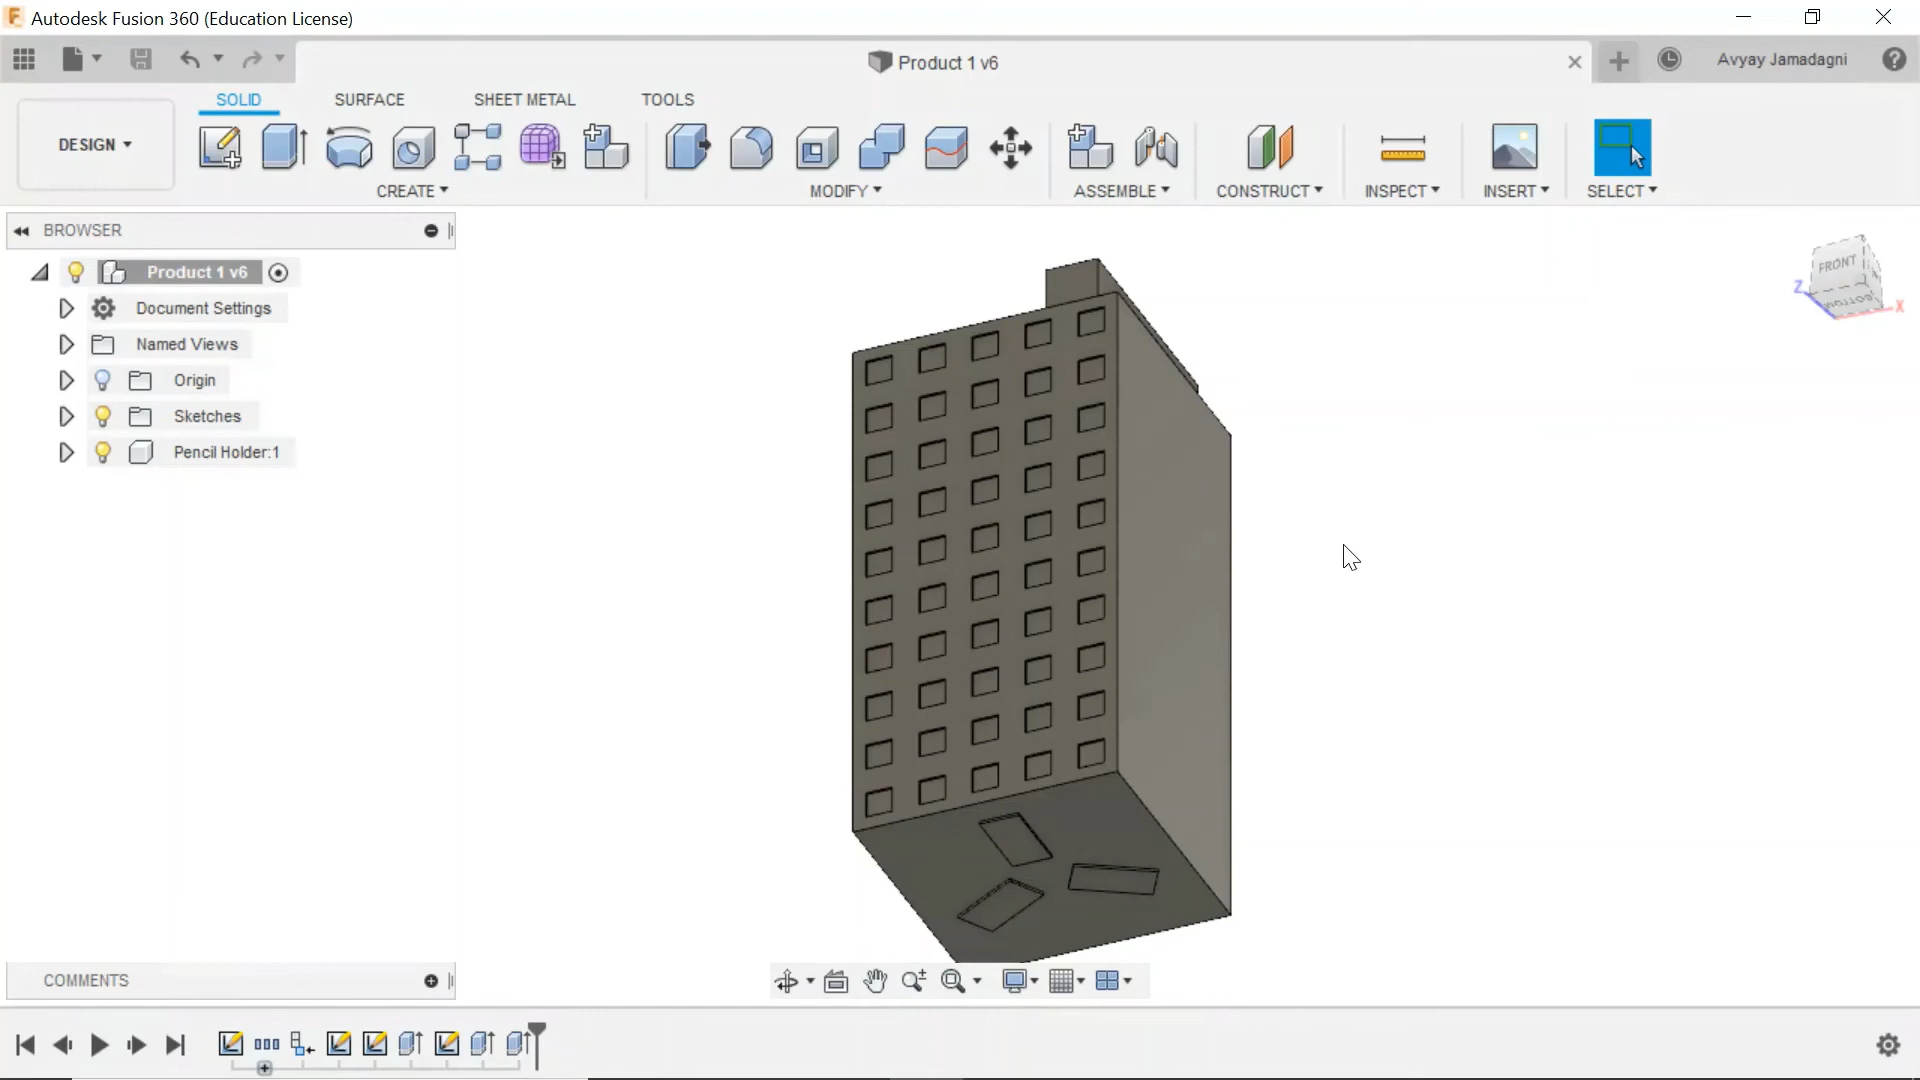 Autodesk Fusion 360 (Education License)
Product 1 v6
Avyay Jamadagni
SOLID SURFACE SHEET METAL TOOLS
DESIGN
CREATE MODIFY ASSEMBLE CONSTRUCT INSPECT INSERT SELECT
BROWSER
Product 1 v6
Document Settings
Named Views
Origin
Sketches
Pencil Holder:1
FRONT
BOTTOM
Z
X
COMMENTS